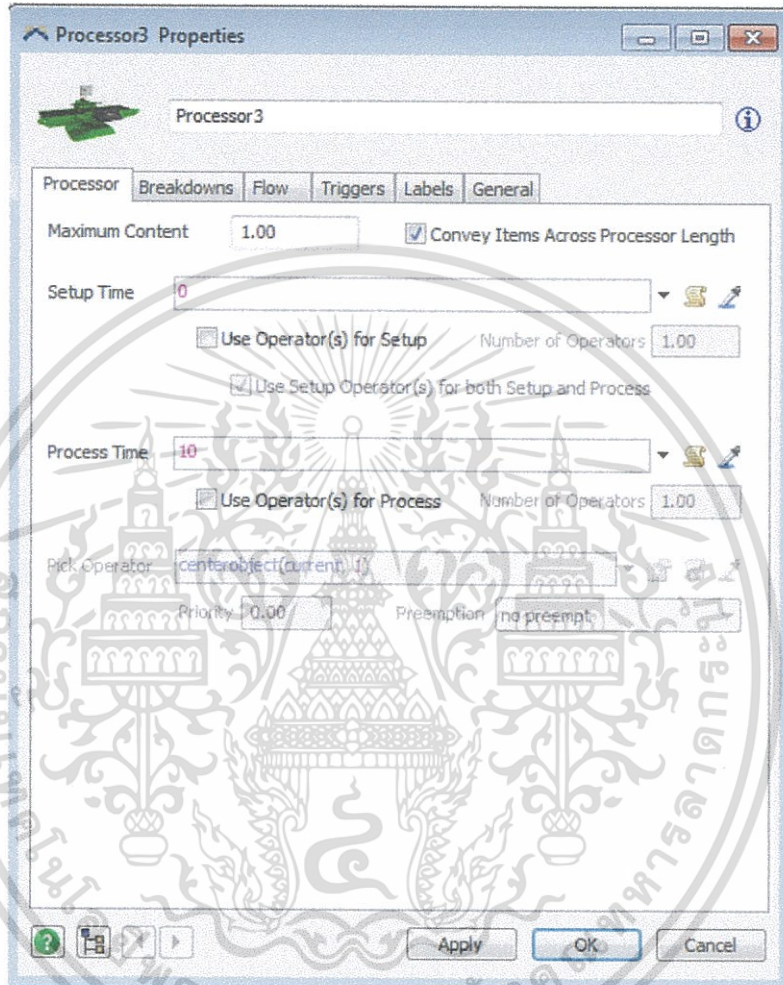 Processor3 Properties
Processor3
Processor Breakdowns Flow Triggers Labels General
Maximum Content 1.00 Convey Items Across Processor Length
Setup Time 0
Use Operator(s) for Setup Number of Operators 1.00
Use Setup Operator(s) for both Setup and Process
Process Time 10
Use Operator(s) for Process Number of Operators 1.00
Pick Operator centerobject(current, 1)
Priority 0.00 Preemption no preempt
Apply OK Cancel